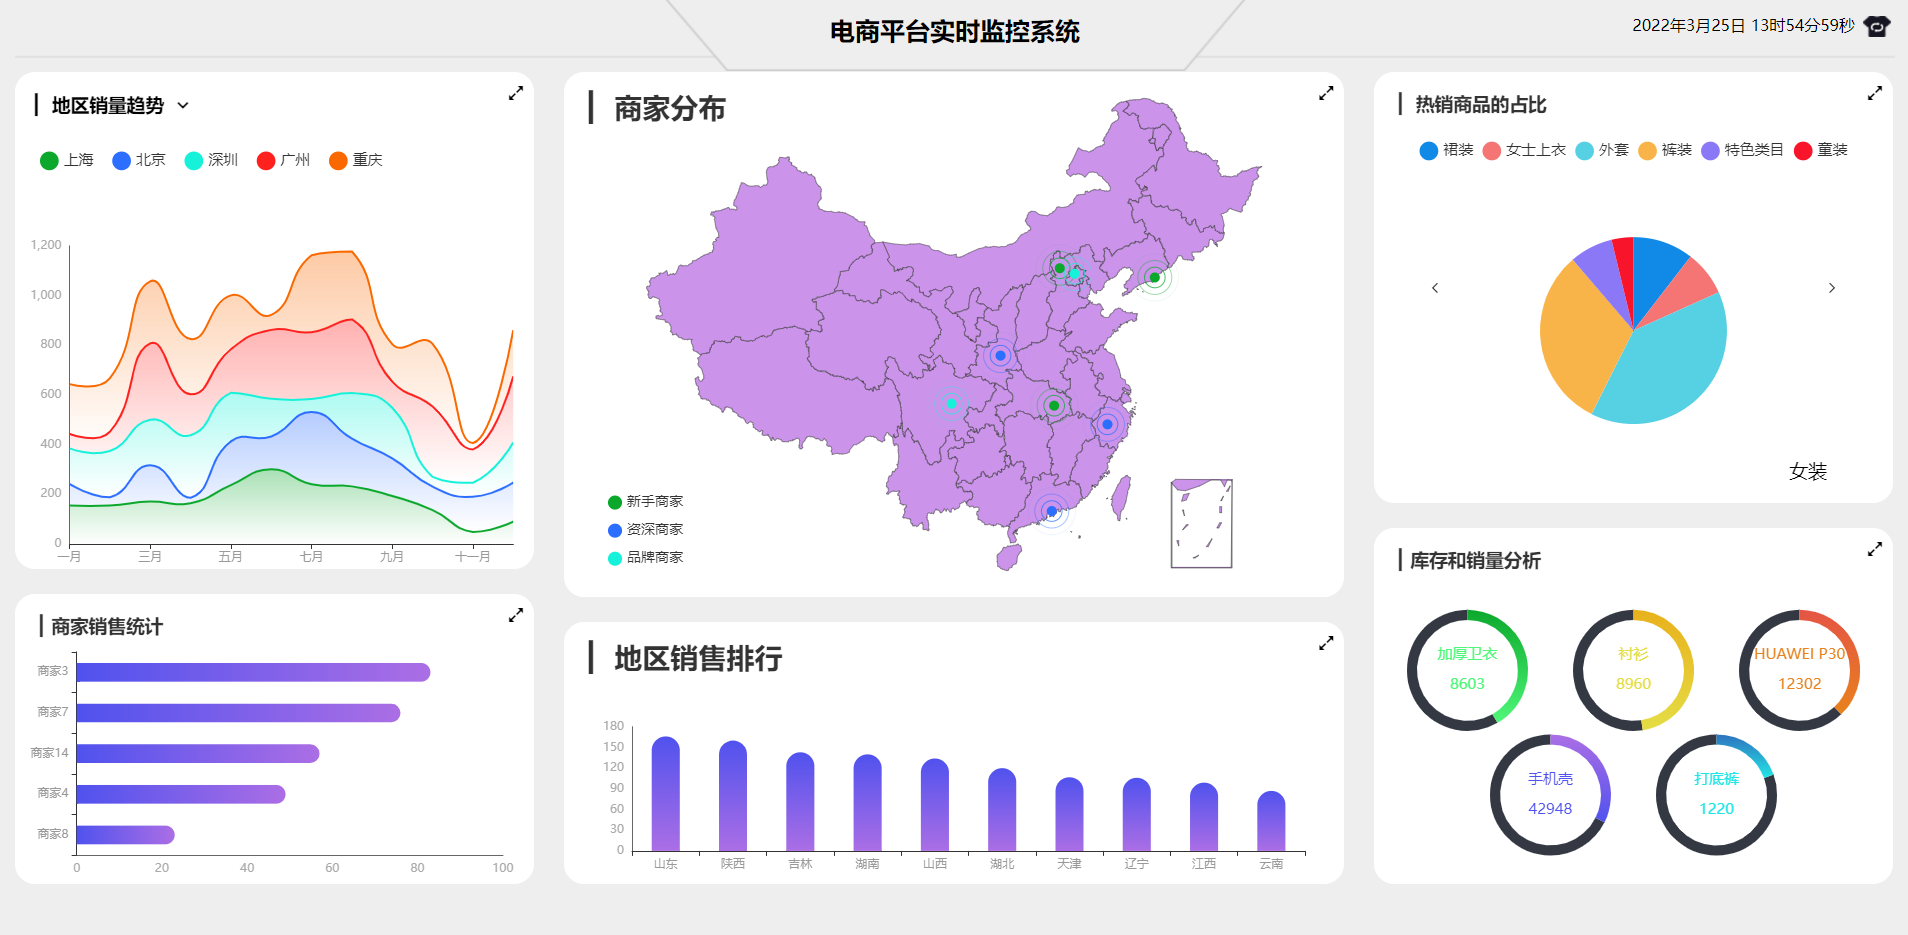 电商平台实时监控系统
2022年3月25日 13时54分59秒
地区销量趋势
上海 北京 深圳 广州 重庆
1,200
1,000
800
600
400
200
0
一月 三月 五月 七月 九月 十一月
商家销售统计
商家3
商家7
商家14
商家4
商家8
0 20 40 60 80 100
商家分布
新手商家
资深商家
品牌商家
地区销售排行
180
150
120
90
60
30
0
山东 陕西 吉林 湖南 山西 湖北 天津 辽宁 江西 云南
热销商品的占比
裙装 女士上衣 外套 裤装 特色类目 童装
女装
库存和销量分析
加厚卫衣
8603
衬衫
8960
HUAWEI P30
12302
手机壳
42948
打底裤
1220